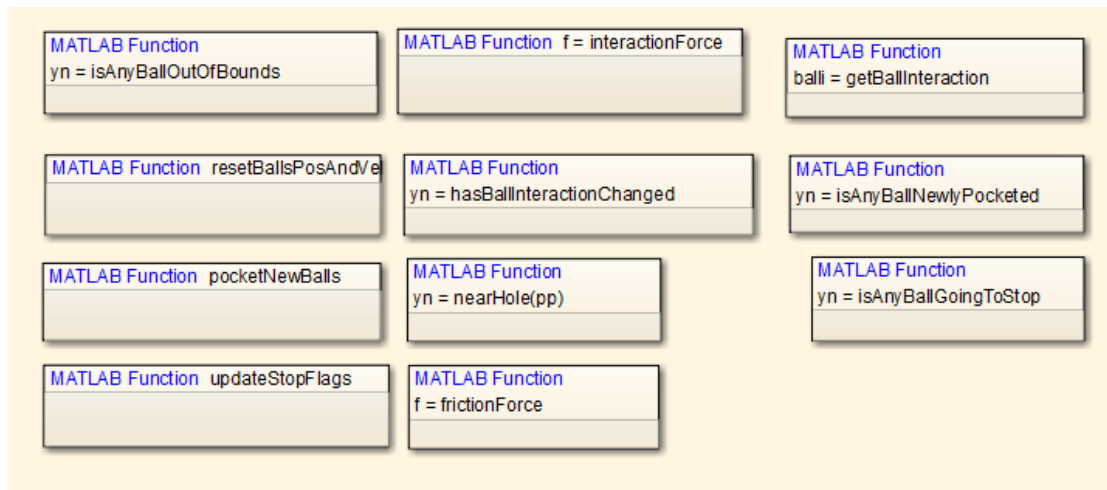 MATLAB Function
yn = isAnyBallOutOfBounds
MATLAB Function f = interactionForce
MATLAB Function
balli = getBallInteraction
MATLAB Function resetBallsPosAndVel
MATLAB Function
yn = hasBallInteractionChanged
MATLAB Function
yn = isAnyBallNewlyPocketed
MATLAB Function pocketNewBalls
MATLAB Function
yn = nearHole(pp)
MATLAB Function
yn = isAnyBallGoingToStop
MATLAB Function updateStopFlags
MATLAB Function
f = frictionForce